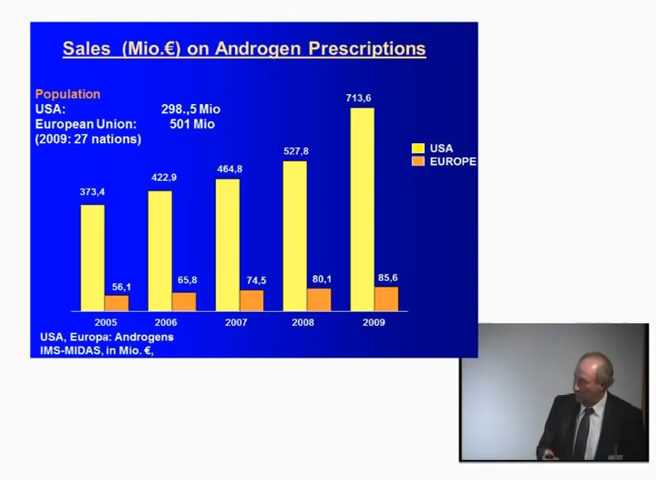 Sales (Mio.€) on Androgen Prescriptions
Population
USA: 298.,5 Mio
European Union: 501 Mio
(2009: 27 nations)
713,6
527,8
464,8
422,9
373,4
USA
EUROPE
56,1
65,8
74,5
80,1
85,6
2005 2006 2007 2008 2009
USA, Europa: Androgens
IMS-MIDAS, in Mio. €,